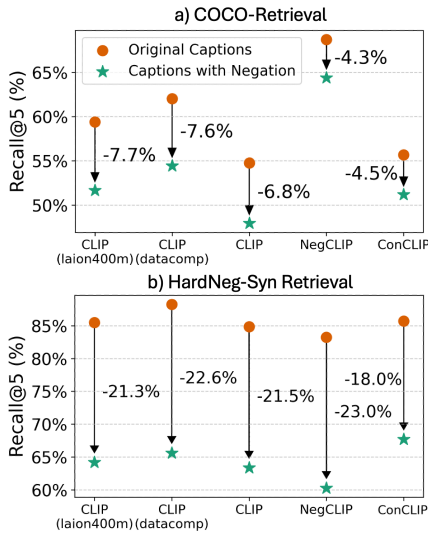 a) COCO-Retrieval
Original Captions
Captions with Negation
Recall@5 (%)
65%
60%
55%
50%
-7.7%
-7.6%
-6.8%
-4.3%
-4.5%
CLIP
(laion400m)
CLIP
(datacomp)
CLIP
NegCLIP
ConCLIP
b) HardNeg-Syn Retrieval
Recall@5 (%)
85%
80%
75%
70%
65%
60%
-21.3%
-22.6%
-21.5%
-23.0%
-18.0%
CLIP
(laion400m)
CLIP
(datacomp)
CLIP
NegCLIP
ConCLIP